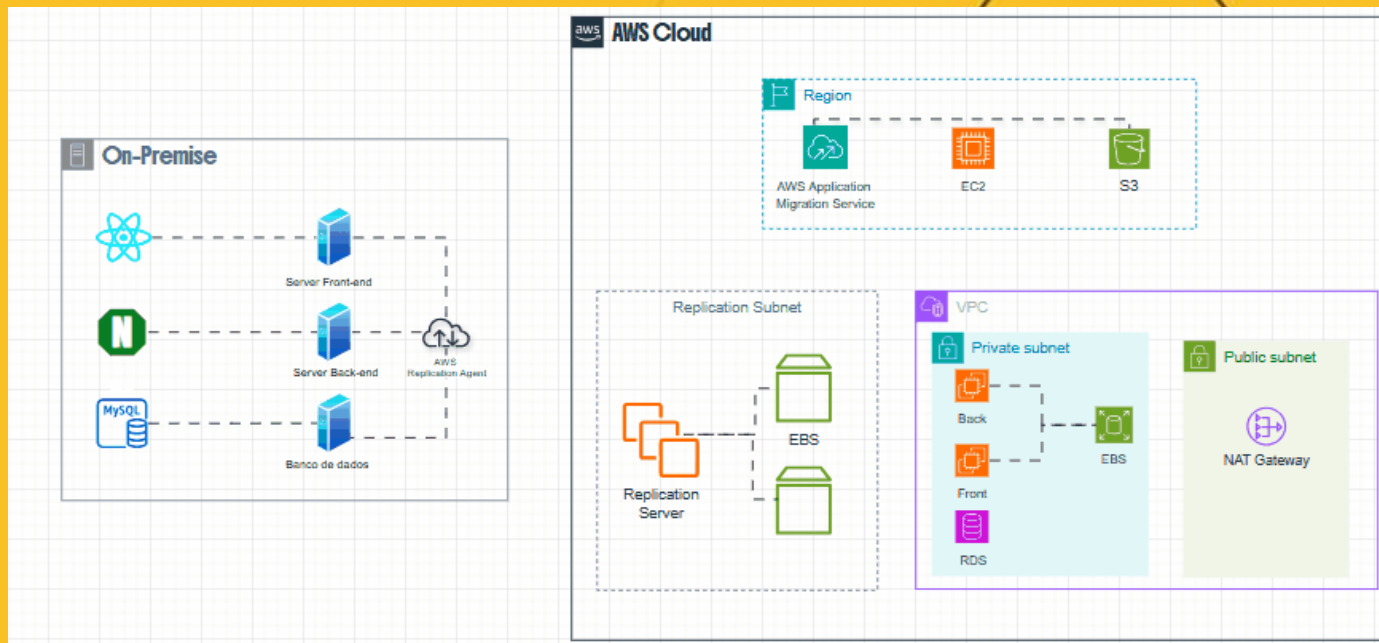 aws AWS Cloud
Region
AWS Application
Migration Service
EC2
S3
On-Premise
Server Front-end
N
Server Back-end
AWS
Replication Agent
MySQL
Banco de dados
Replication Subnet
EBS
Replication
Server
VPC
Private subnet
Back
Front
RDS
EBS
Public subnet
NAT Gateway